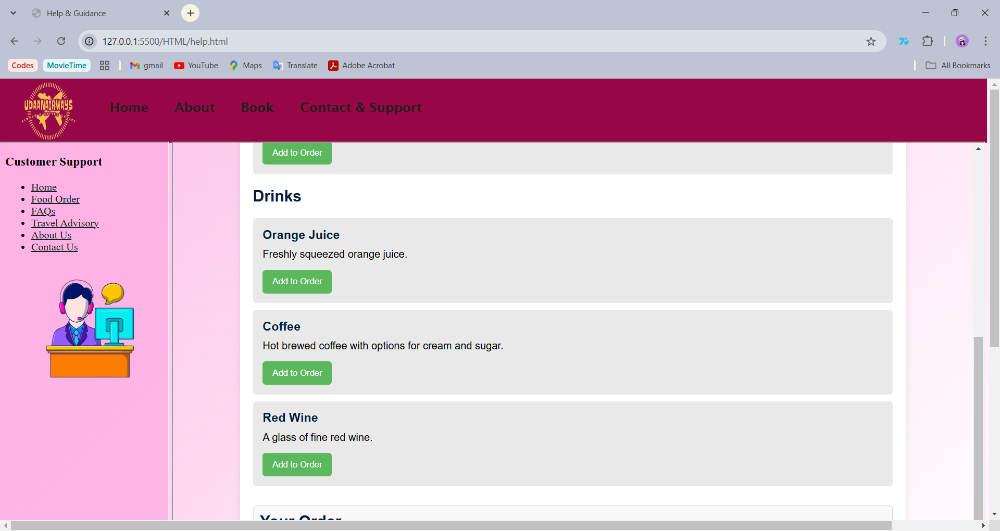 Help & Guidance
127.0.0.1:5500/HTML/help.html
Codes
MovieTime
gmail
YouTube
Maps
Translate
Adobe Acrobat
All Bookmarks
UDAANAIRWAYS
Home
About
Book
Contact & Support
Customer Support
Home
Food Order
FAQs
Travel Advisory
About Us
Contact Us
Add to Order
Drinks
Orange Juice
Freshly squeezed orange juice.
Add to Order
Coffee
Hot brewed coffee with options for cream and sugar.
Add to Order
Red Wine
A glass of fine red wine.
Add to Order
Your Order